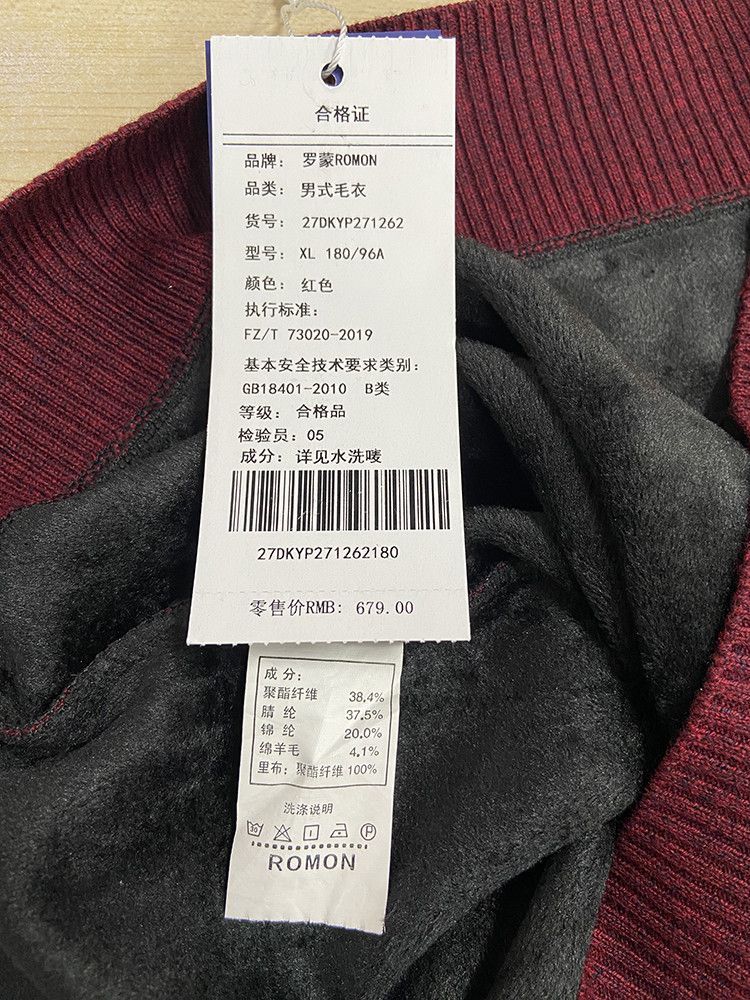 合格证
品牌: 罗蒙ROMON
品类: 男式毛衣
货号: 27DKYP271262
型号: XL 180/96A
颜色: 红色
执行标准:
FZ/T 73020-2019
基本安全技术要求类别:
GB18401-2010 B类
等级: 合格品
检验员: 05
成分: 详见水洗唛
27DKYP271262180
零售价RMB: 679.00
成分:
聚酯纤维 38.4%
腈纶 37.5%
锦纶 20.0%
绵羊毛 4.1%
里布: 聚酯纤维 100%
洗涤说明
30 P
ROMON